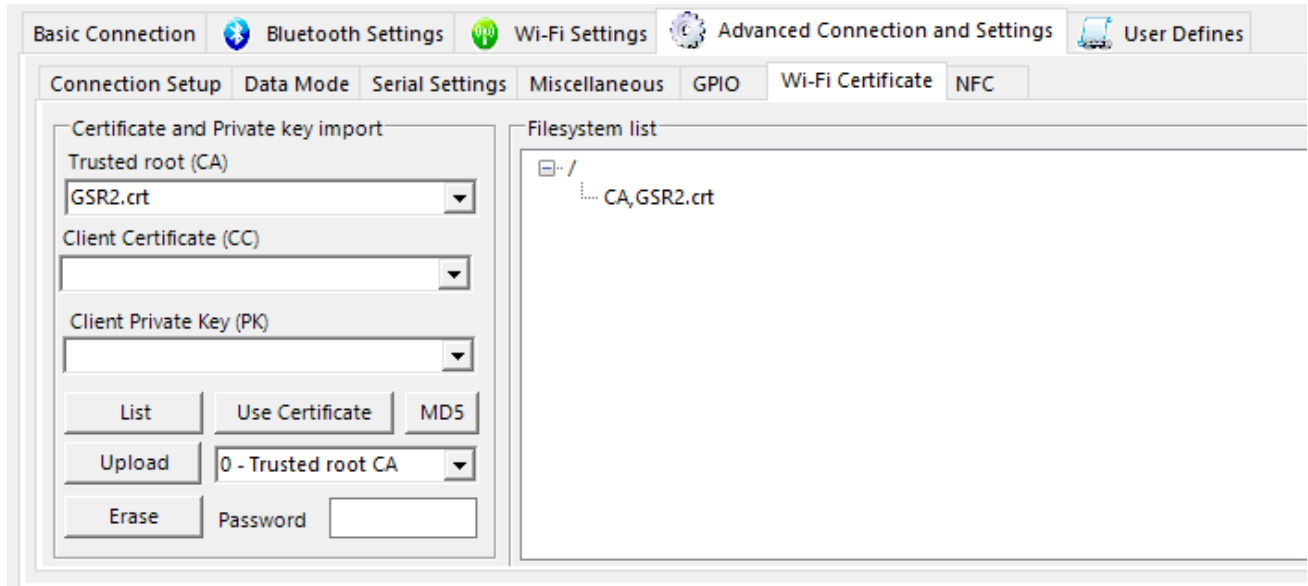 Basic Connection Bluetooth Settings Wi-Fi Settings Advanced Connection and Settings User Defines
Connection Setup Data Mode Serial Settings Miscellaneous GPIO Wi-Fi Certificate NFC
Certificate and Private key import
Trusted root (CA)
GSR2.crt
Client Certificate (CC)
Client Private Key (PK)
List Use Certificate MD5
Upload 0 - Trusted root CA
Erase Password
Filesystem list
/
CA,GSR2.crt